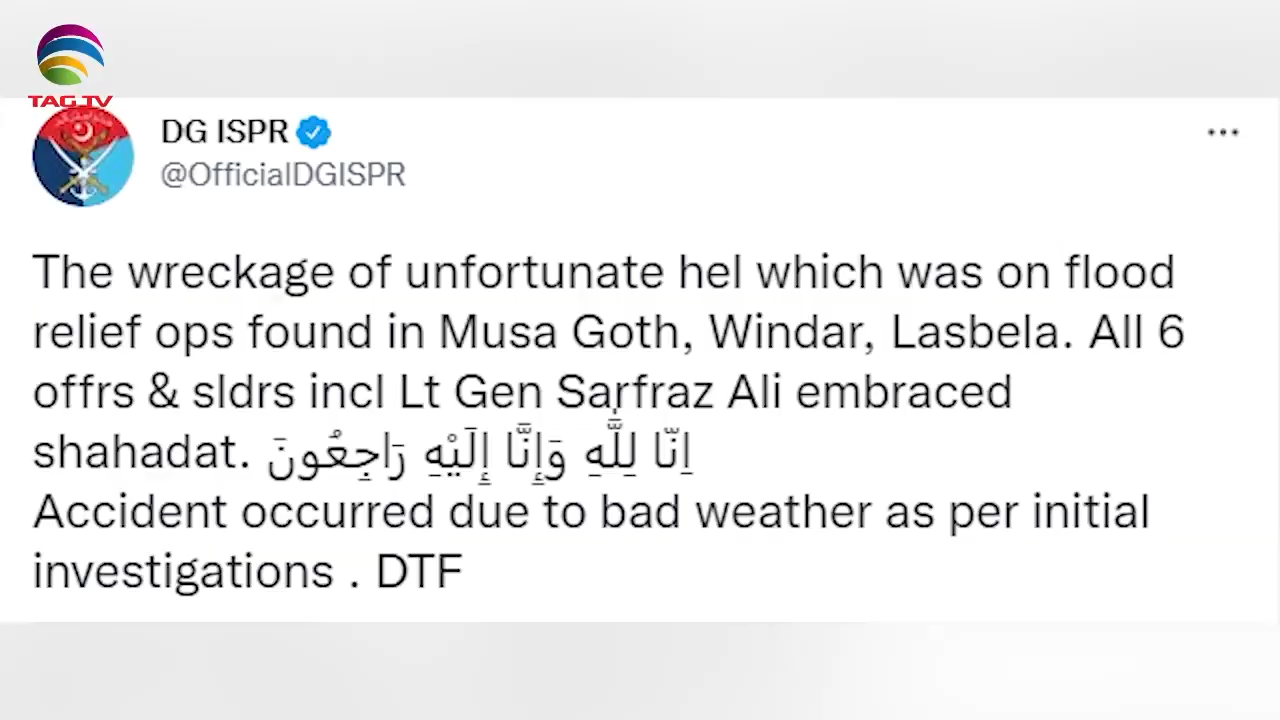 TAG TV
DG ISPR
@OfficialDGISPR
The wreckage of unfortunate hel which was on flood
relief ops found in Musa Goth, Windar, Lasbela. All 6
offrs & sldrs incl Lt Gen Sarfraz Ali embraced
shahadat. اِنّا لِلَّهِ وَإِنَّا إِلَيْهِ رَاجِعُونَ
Accident occurred due to bad weather as per initial
investigations . DTF